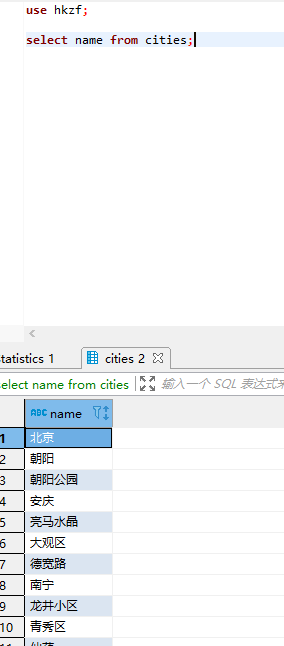 use hkzf;
select name from cities;
tatistics 1
cities 2
select name from cities
输入一个 SQL 表达式来
ABC name
1 北京
2 朝阳
3 朝阳公园
4 安庆
5 亮马水晶
6 大观区
7 德宽路
8 南宁
9 龙井小区
10 青秀区